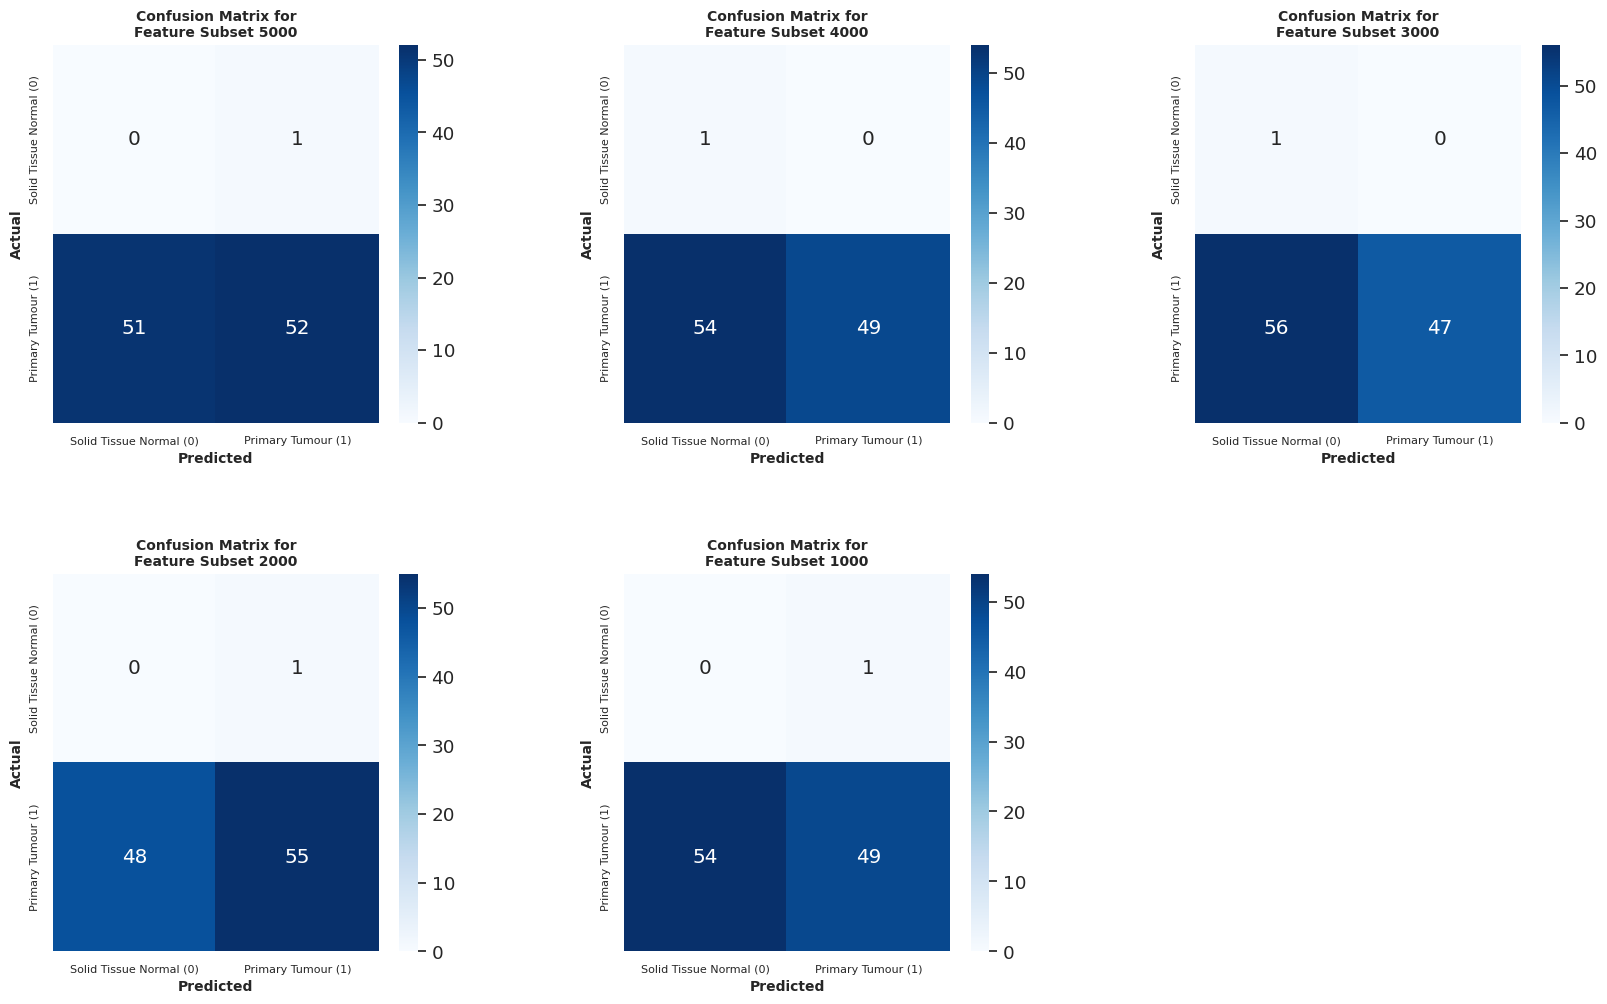 Confusion Matrix for
Feature Subset 5000
Solid Tissue Normal (0)
Primary Tumour (1)
Actual
0 1
51 52
50
40
30
20
10
0
Solid Tissue Normal (0) Primary Tumour (1)
Predicted
Confusion Matrix for
Feature Subset 4000
Solid Tissue Normal (0)
Primary Tumour (1)
Actual
1 0
54 49
50
40
30
20
10
0
Solid Tissue Normal (0) Primary Tumour (1)
Predicted
Confusion Matrix for
Feature Subset 3000
Solid Tissue Normal (0)
Primary Tumour (1)
Actual
1 0
56 47
50
40
30
20
10
0
Solid Tissue Normal (0) Primary Tumour (1)
Predicted
Confusion Matrix for
Feature Subset 2000
Solid Tissue Normal (0)
Primary Tumour (1)
Actual
0 1
48 55
50
40
30
20
10
0
Solid Tissue Normal (0) Primary Tumour (1)
Predicted
Confusion Matrix for
Feature Subset 1000
Solid Tissue Normal (0)
Primary Tumour (1)
Actual
0 1
54 49
50
40
30
20
10
0
Solid Tissue Normal (0) Primary Tumour (1)
Predicted